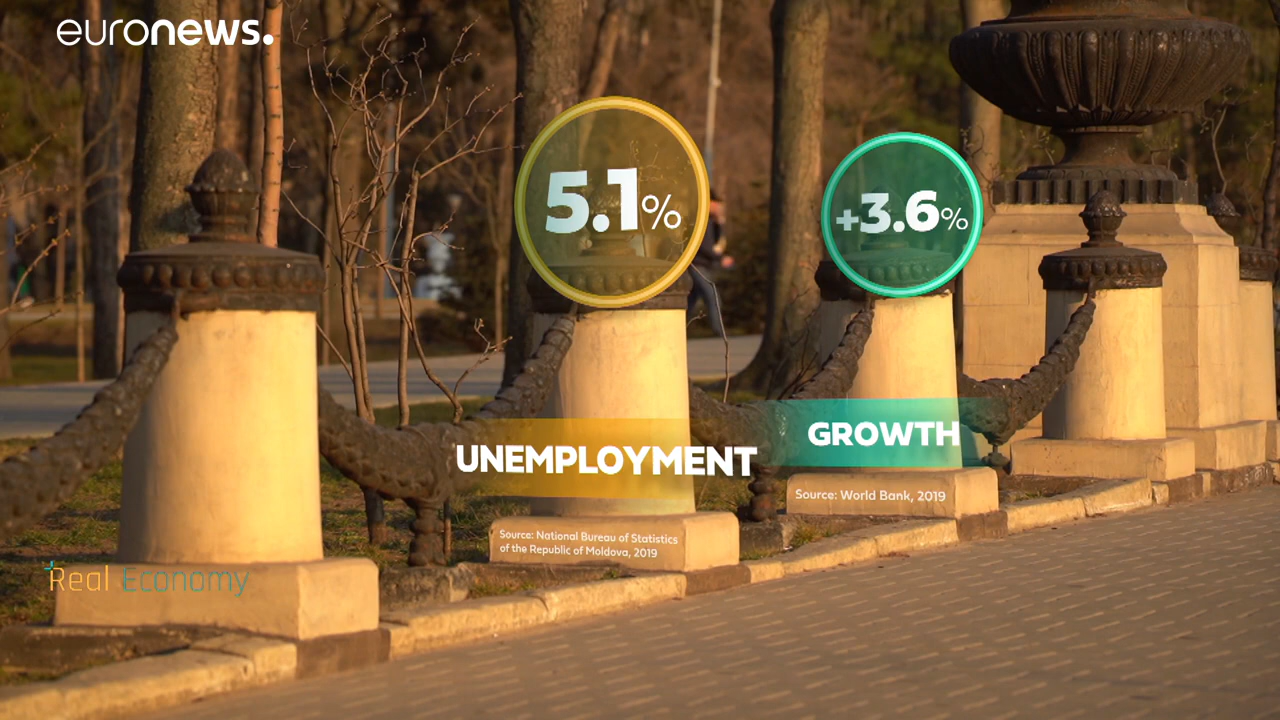 euronews.
5.1%
+3.6%
UNEMPLOYMENT
GROWTH
Source: World Bank, 2019
Source: National Bureau of Statistics
of the Republic of Moldova, 2019
Real Economy